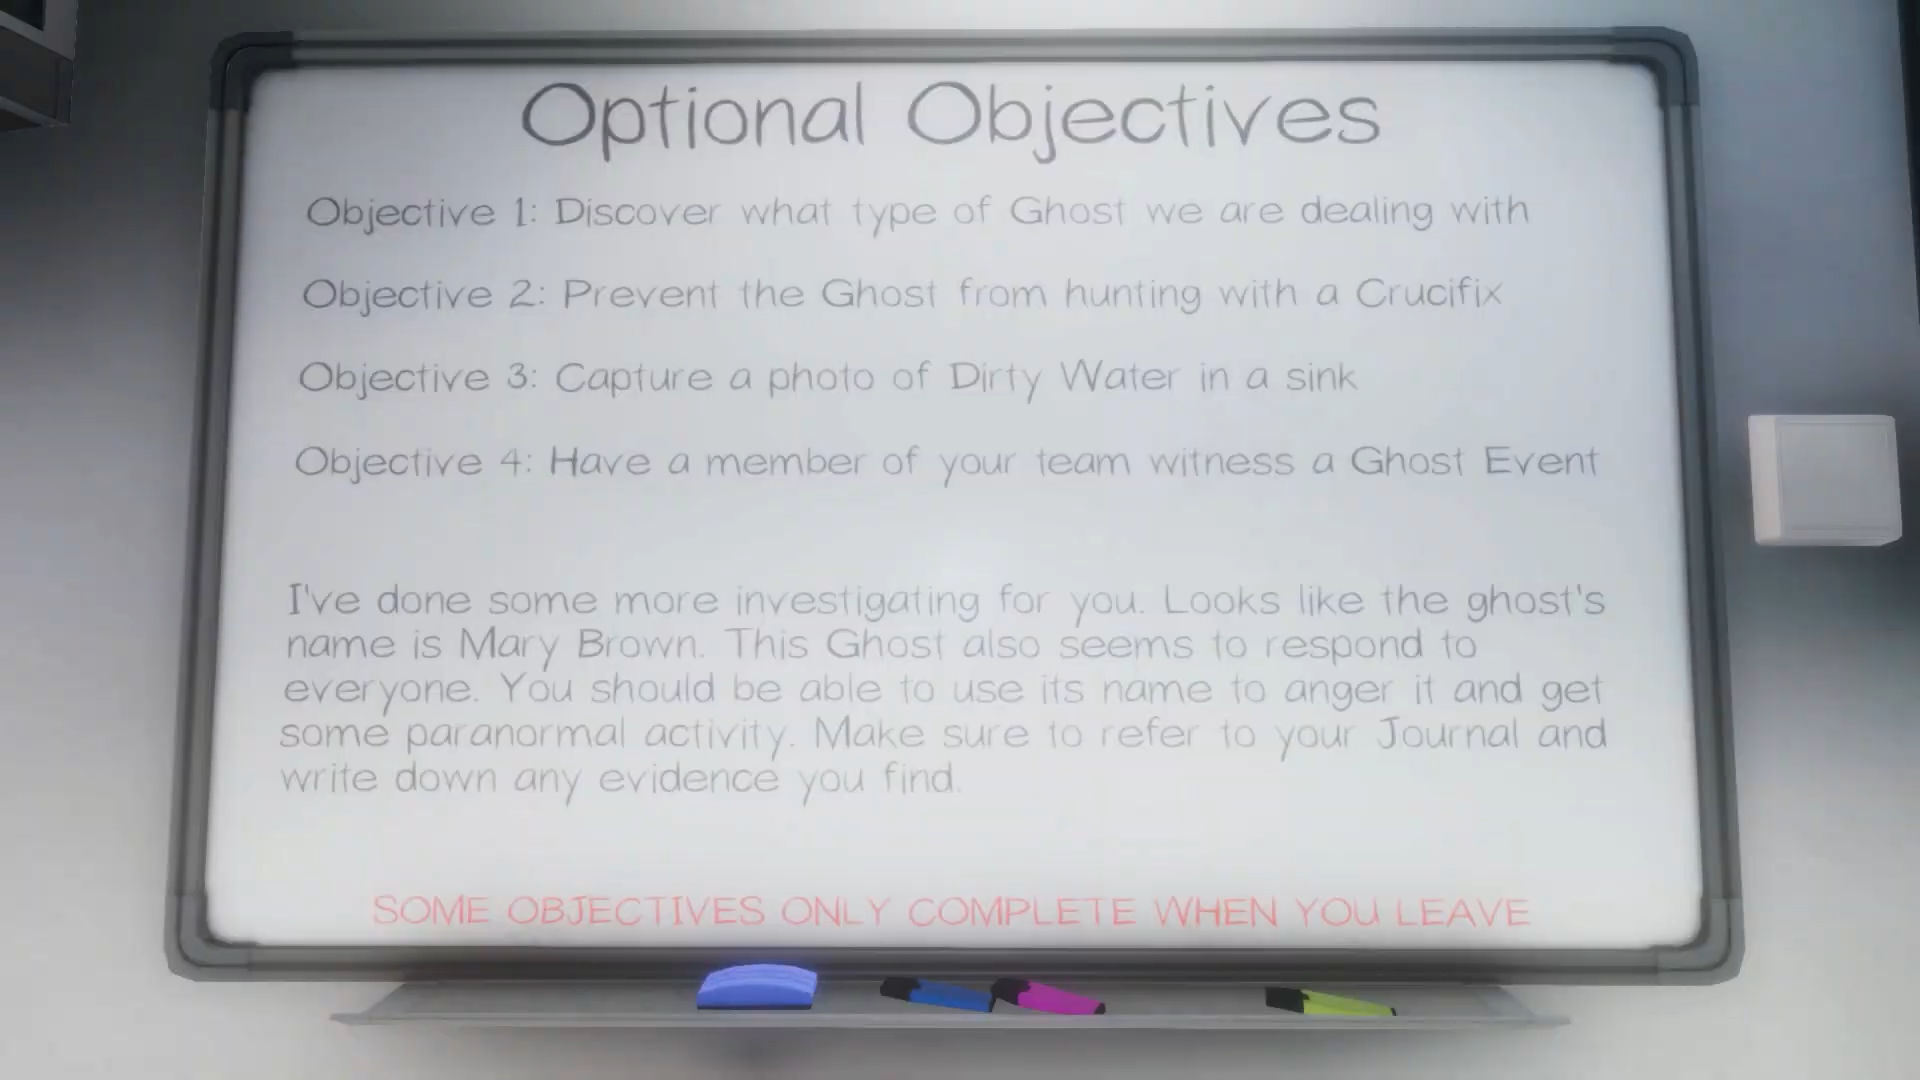 Optional Objectives
Objective 1: Discover what type of Ghost we are dealing with
Objective 2: Prevent the Ghost from hunting with a Crucifix
Objective 3: Capture a photo of Dirty Water in a sink
Objective 4: Have a member of your team witness a Ghost Event
I've done some more investigating for you. Looks like the ghost's
name is Mary Brown. This Ghost also seems to respond to
everyone. You should be able to use its name to anger it and get
some paranormal activity. Make sure to refer to your Journal and
write down any evidence you find.
SOME OBJECTIVES ONLY COMPLETE WHEN YOU LEAVE